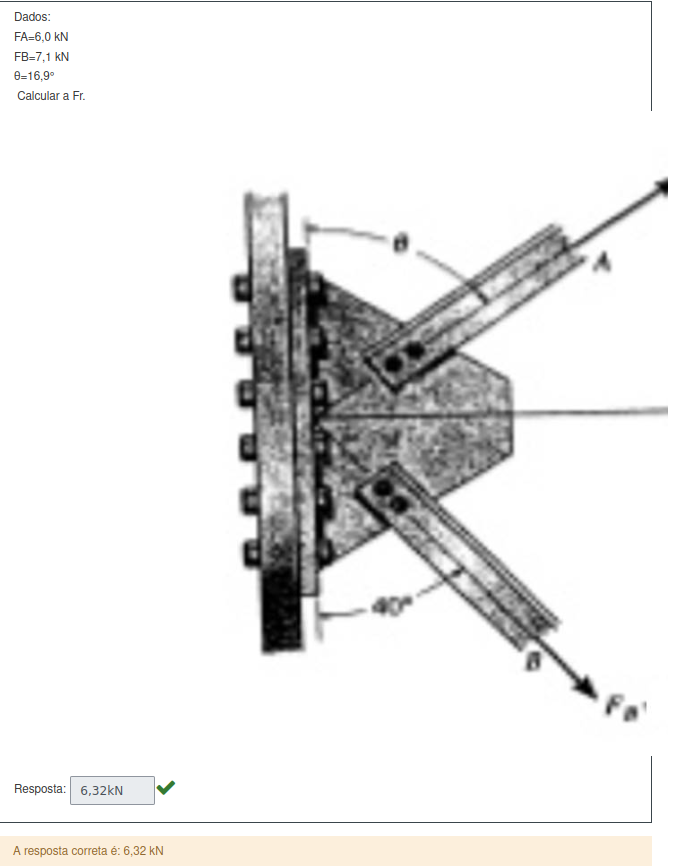 Dados:
FA=6,0 kN
FB=7,1 kN
θ=16,9°
Calcular a Fr.
θ
A
40°
B
F_B
Resposta: 6,32kN
A resposta correta é: 6,32 kN